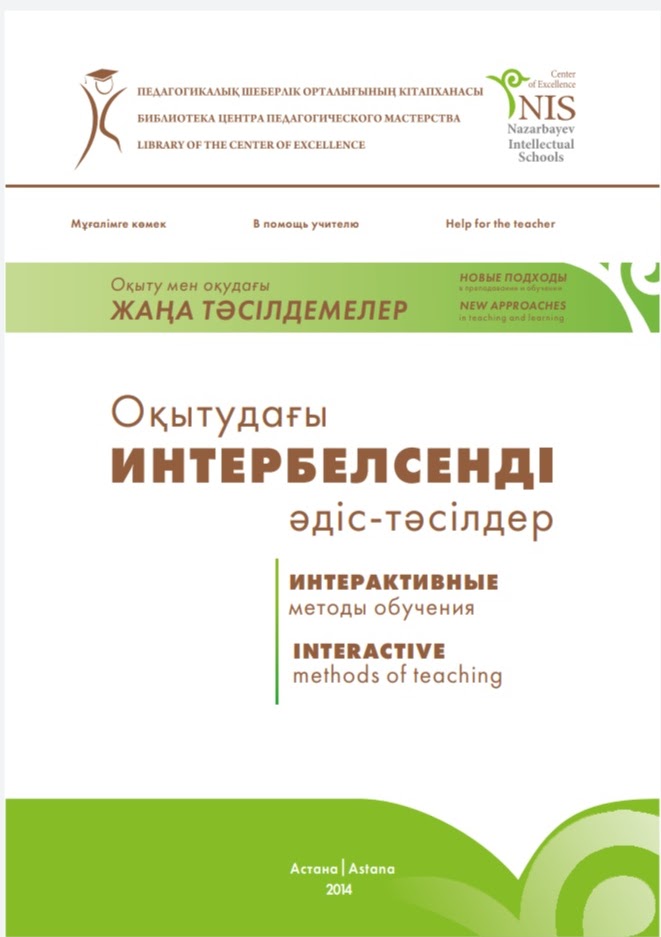 ПЕДАГОГИКАЛЫҚ ШЕБЕРЛІК ОРТАЛЫҒЫНЫҢ КІТАПХАНАСЫ
БИБЛИОТЕКА ЦЕНТРА ПЕДАГОГИЧЕСКОГО МАСТЕРСТВА
LIBRARY OF THE CENTER OF EXCELLENCE
Center
of Excellence
NIS
Nazarbayev
Intellectual
Schools
Мұғалімге көмек
В помощь учителю
Help for the teacher
Оқыту мен оқудағы
ЖАҢА ТӘСІЛДЕМЕЛЕР
НОВЫЕ ПОДХОДЫ
в преподавании и обучении
NEW APPROACHES
in teaching and learning
Оқытудағы
ИНТЕРБЕЛСЕНДІ
әдіс-тәсілдер
ИНТЕРАКТИВНЫЕ
методы обучения
INTERACTIVE
methods of teaching
Астана | Astana
2014